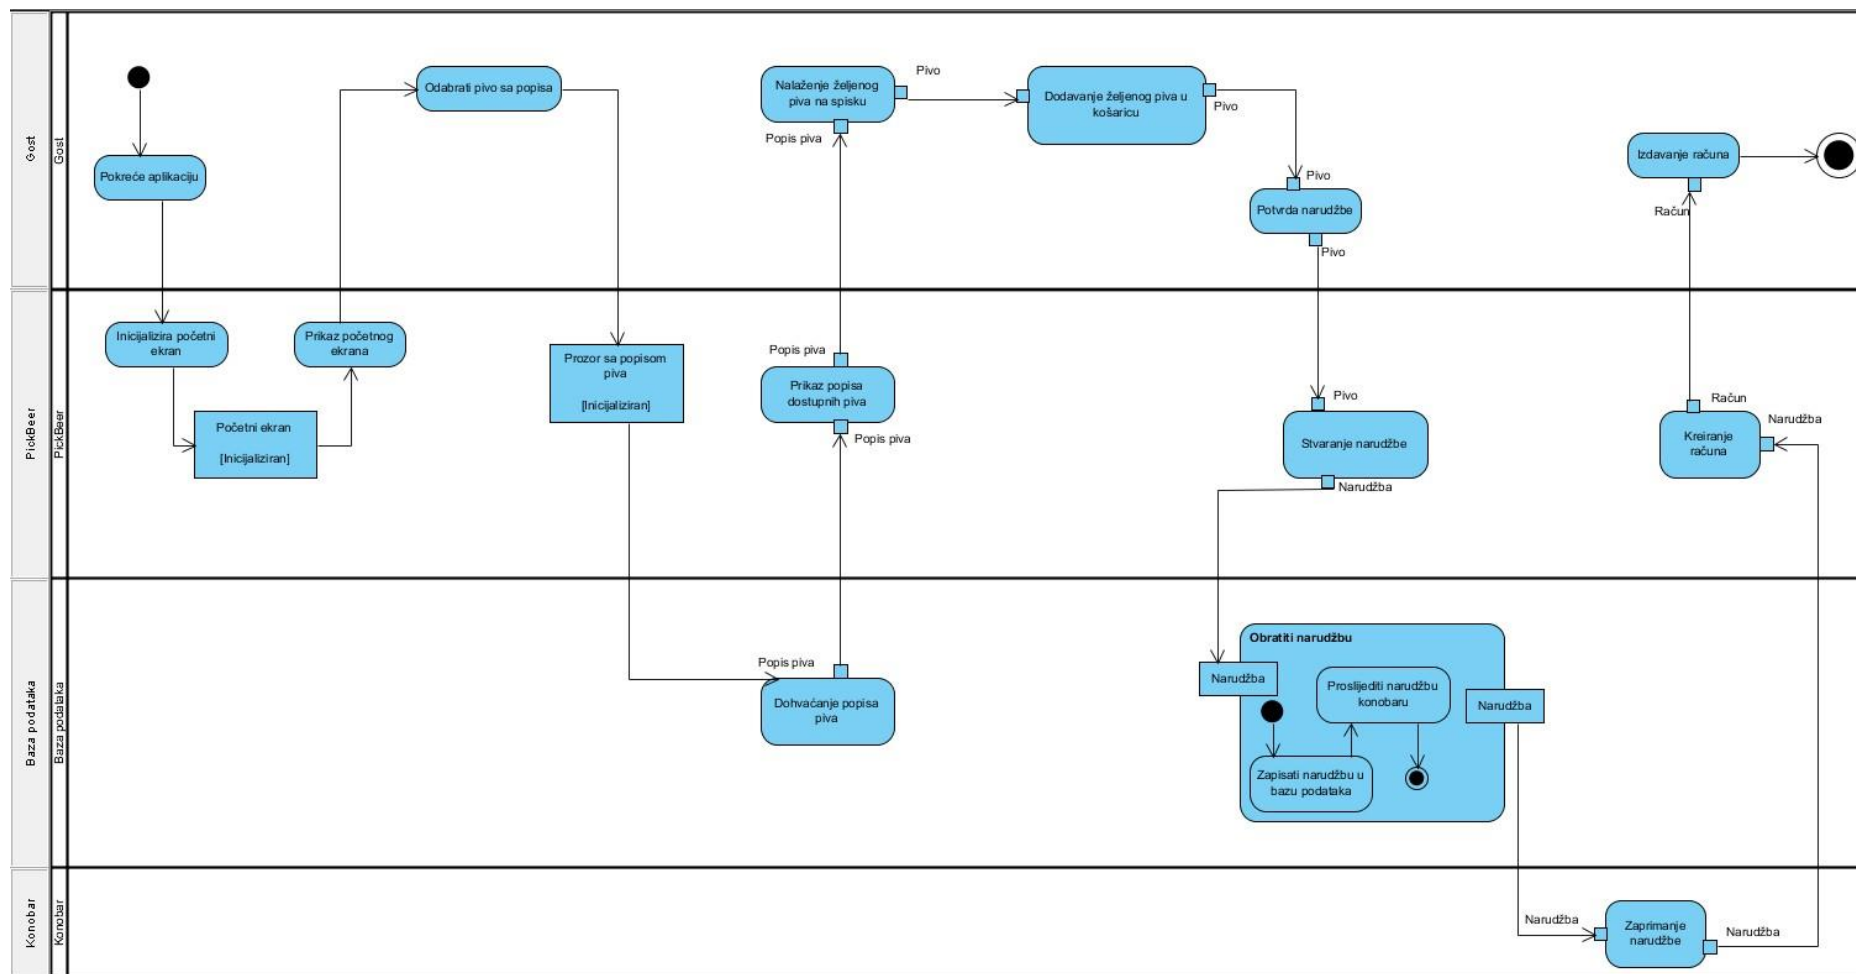 Gost
Gost
Pokreće aplikaciju
Odabrati pivo sa popisa
Nalaženje željenog
piva na spisku
Pivo
Popis piva
Dodavanje željenog piva u
košaricu
Pivo
Pivo
Potvrda narudžbe
Pivo
Izdavanje računa
Račun
PickBeer
PickBeer
Inicijalizira početni
ekran
Početni ekran
[Inicijaliziran]
Prikaz početnog
ekrana
Prozor sa popisom
piva
[Inicijaliziran]
Popis piva
Prikaz popisa
dostupnih piva
Popis piva
Pivo
Stvaranje narudžbe
Narudžba
Račun
Narudžba
Kreiranje
računa
Baza podataka
Baza podataka
Popis piva
Dohvaćanje popisa
piva
Obratiti narudžbu
Narudžba
Proslijediti narudžbu
konobaru
Zapisati narudžbu u
bazu podataka
Narudžba
Konobar
Konobar
Narudžba
Zaprimanje
narudžbe
Narudžba